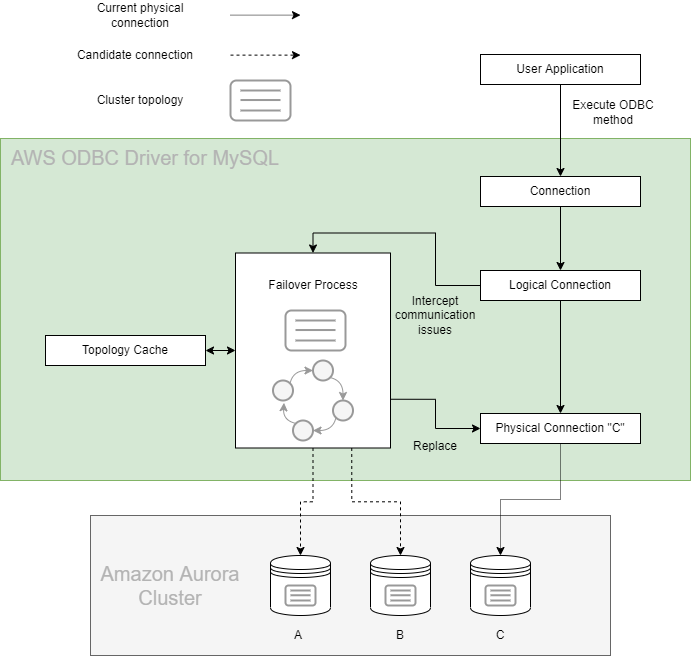 Current physical
connection
Candidate connection
Cluster topology
User Application
Execute ODBC
method
AWS ODBC Driver for MySQL
Connection
Failover Process
Logical Connection
Intercept
communication
issues
Topology Cache
Physical Connection "C"
Replace
Amazon Aurora
Cluster
A
B
C